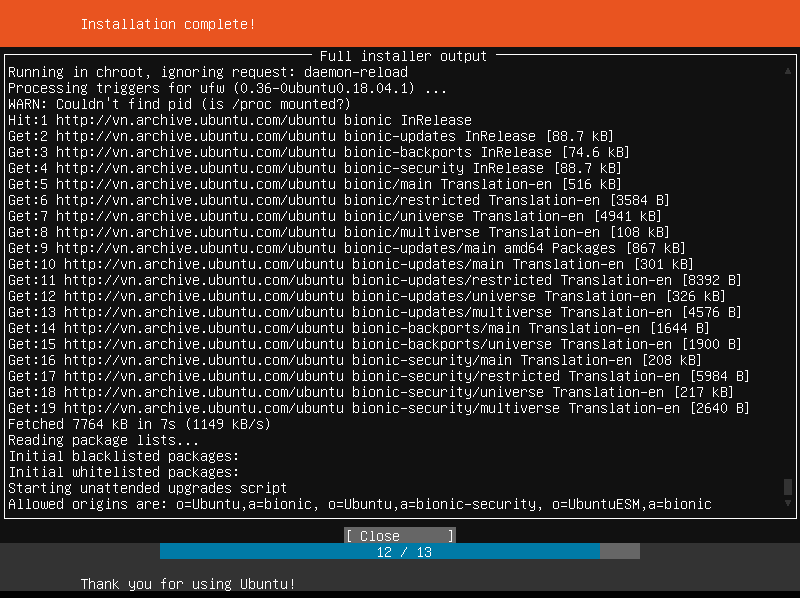 Installation complete!
Full installer output
Running in chroot, ignoring request: daemon-reload
Processing triggers for ufw (0.36-0ubuntu0.18.04.1) ...
WARN: Couldn't find pid (is /proc mounted?)
Hit:1 http://vn.archive.ubuntu.com/ubuntu bionic InRelease
Get:2 http://vn.archive.ubuntu.com/ubuntu bionic-updates InRelease [88.7 kB]
Get:3 http://vn.archive.ubuntu.com/ubuntu bionic-backports InRelease [74.6 kB]
Get:4 http://vn.archive.ubuntu.com/ubuntu bionic-security InRelease [88.7 kB]
Get:5 http://vn.archive.ubuntu.com/ubuntu bionic/main Translation-en [516 kB]
Get:6 http://vn.archive.ubuntu.com/ubuntu bionic/restricted Translation-en [3584 B]
Get:7 http://vn.archive.ubuntu.com/ubuntu bionic/universe Translation-en [4941 kB]
Get:8 http://vn.archive.ubuntu.com/ubuntu bionic/multiverse Translation-en [108 kB]
Get:9 http://vn.archive.ubuntu.com/ubuntu bionic-updates/main amd64 Packages [867 kB]
Get:10 http://vn.archive.ubuntu.com/ubuntu bionic-updates/main Translation-en [301 kB]
Get:11 http://vn.archive.ubuntu.com/ubuntu bionic-updates/restricted Translation-en [8392 B]
Get:12 http://vn.archive.ubuntu.com/ubuntu bionic-updates/universe Translation-en [326 kB]
Get:13 http://vn.archive.ubuntu.com/ubuntu bionic-updates/multiverse Translation-en [4576 B]
Get:14 http://vn.archive.ubuntu.com/ubuntu bionic-backports/main Translation-en [1644 B]
Get:15 http://vn.archive.ubuntu.com/ubuntu bionic-backports/universe Translation-en [1900 B]
Get:16 http://vn.archive.ubuntu.com/ubuntu bionic-security/main Translation-en [208 kB]
Get:17 http://vn.archive.ubuntu.com/ubuntu bionic-security/restricted Translation-en [5984 B]
Get:18 http://vn.archive.ubuntu.com/ubuntu bionic-security/universe Translation-en [217 kB]
Get:19 http://vn.archive.ubuntu.com/ubuntu bionic-security/multiverse Translation-en [2640 B]
Fetched 7764 kB in 7s (1149 kB/s)
Reading package lists...
Initial blacklisted packages:
Initial whitelisted packages:
Starting unattended upgrades script
Allowed origins are: o=Ubuntu,a=bionic, o=Ubuntu,a=bionic-security, o=UbuntuESM,a=bionic
[ Close ]
12 / 13
Thank you for using Ubuntu!